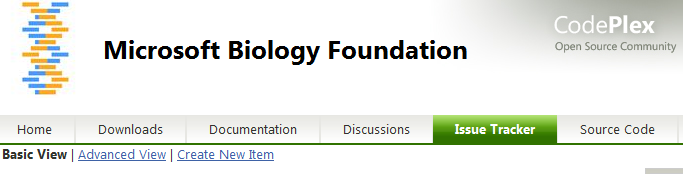 CodePlex
Open Source Community
Microsoft Biology Foundation
Home Downloads Documentation Discussions Issue Tracker Source Code
Basic View | Advanced View | Create New Item